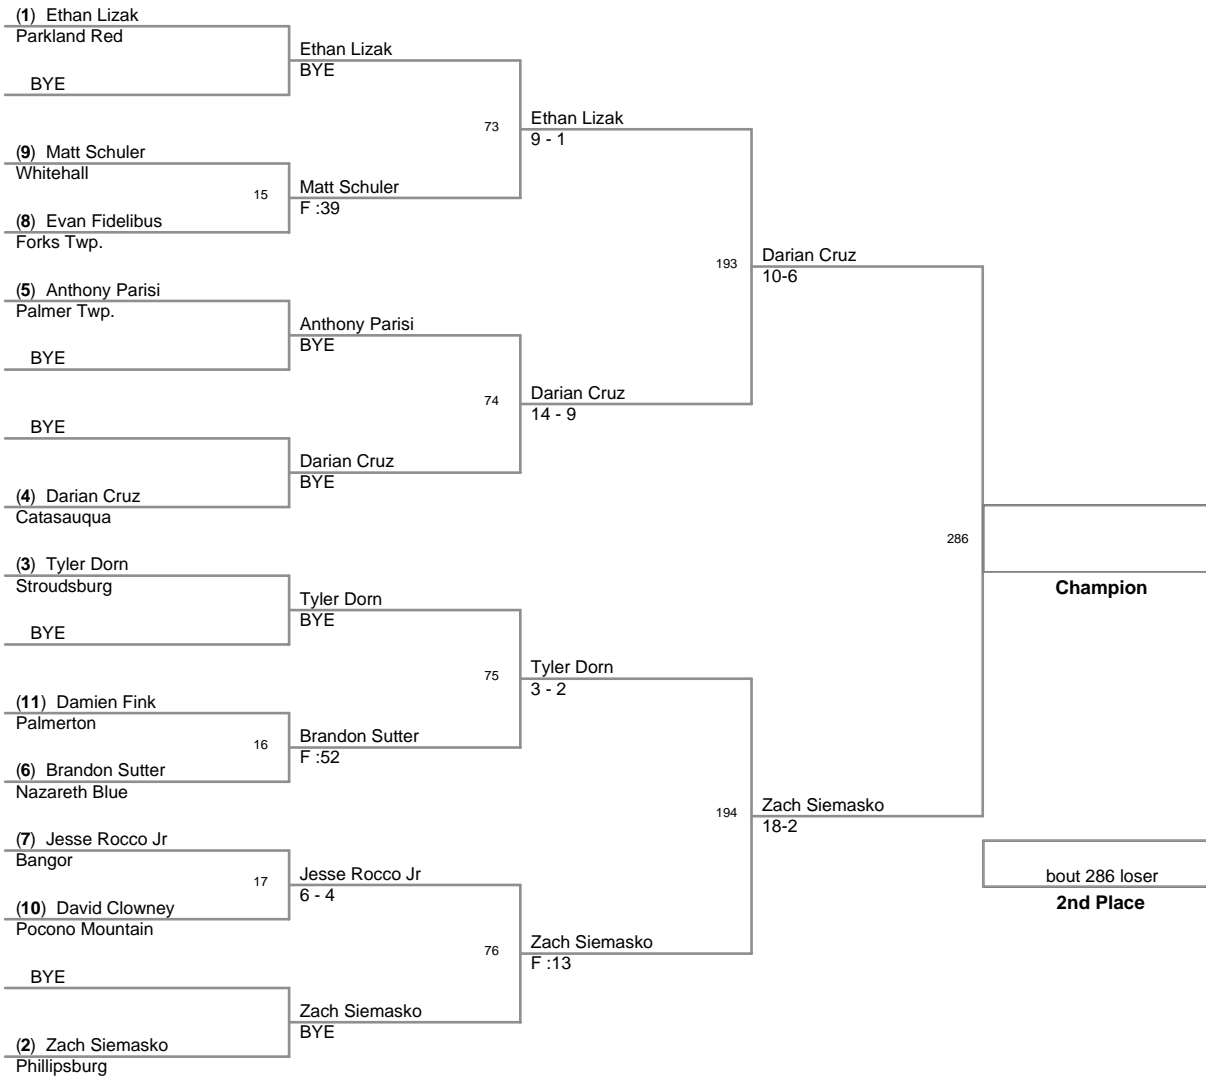 (1) Ethan Lizak
Parkland Red
BYE
(9) Matt Schuler
Whitehall
(8) Evan Fidelibus
Forks Twp.
(5) Anthony Parisi
Palmer Twp.
BYE
BYE
(4) Darian Cruz
Catasauqua
(3) Tyler Dorn
Stroudsburg
BYE
(11) Damien Fink
Palmerton
(6) Brandon Sutter
Nazareth Blue
(7) Jesse Rocco Jr
Bangor
(10) David Clowney
Pocono Mountain
BYE
(2) Zach Siemasko
Phillipsburg
Ethan Lizak
BYE
15
Matt Schuler
F :39
Anthony Parisi
BYE
Darian Cruz
BYE
Tyler Dorn
BYE
16
Brandon Sutter
F :52
17
Jesse Rocco Jr
6 - 4
Zach Siemasko
BYE
73
Ethan Lizak
9 - 1
74
Darian Cruz
14 - 9
75
Tyler Dorn
3 - 2
76
Zach Siemasko
F :13
193
Darian Cruz
10-6
194
Zach Siemasko
18-2
286
Champion
bout 286 loser
2nd Place